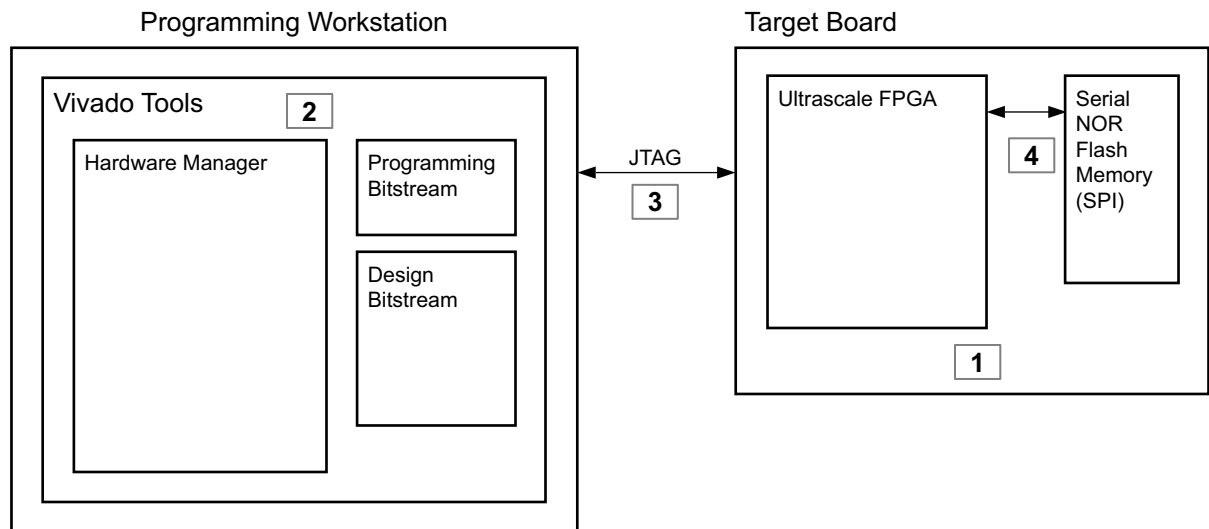 Programming Workstation
Target Board
Vivado Tools
2
Hardware Manager
Programming
Bitstream
Design
Bitstream
JTAG
3
Ultrascale FPGA
4
Serial
NOR
Flash
Memory
(SPI)
1